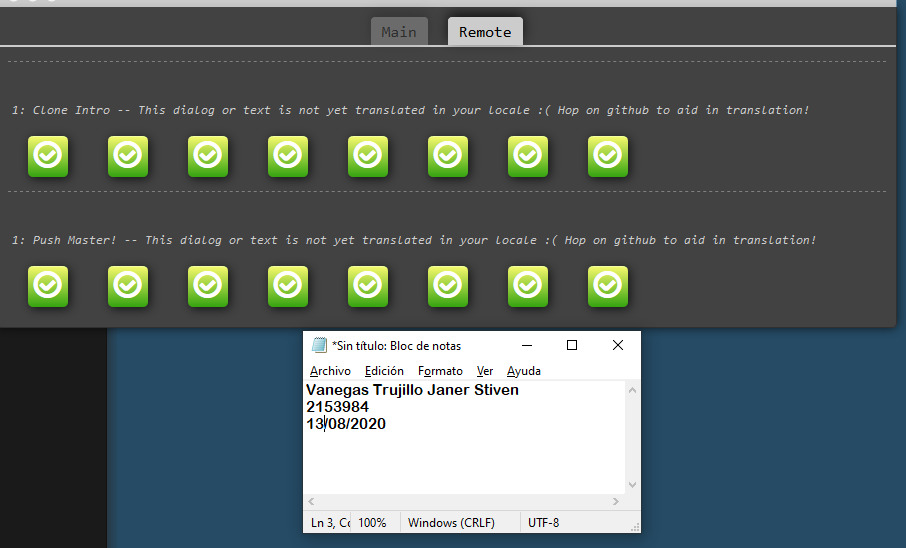 Main Remote
1: Clone Intro -- This dialog or text is not yet translated in your locale :( Hop on github to aid in translation!
1: Push Master! -- This dialog or text is not yet translated in your locale :( Hop on github to aid in translation!
*Sin título: Bloc de notas
Archivo Edición Formato Ver Ayuda
Vanegas Trujillo Janer Stiven
2153984
13/08/2020
Ln 3, Cc 100% Windows (CRLF) UTF-8